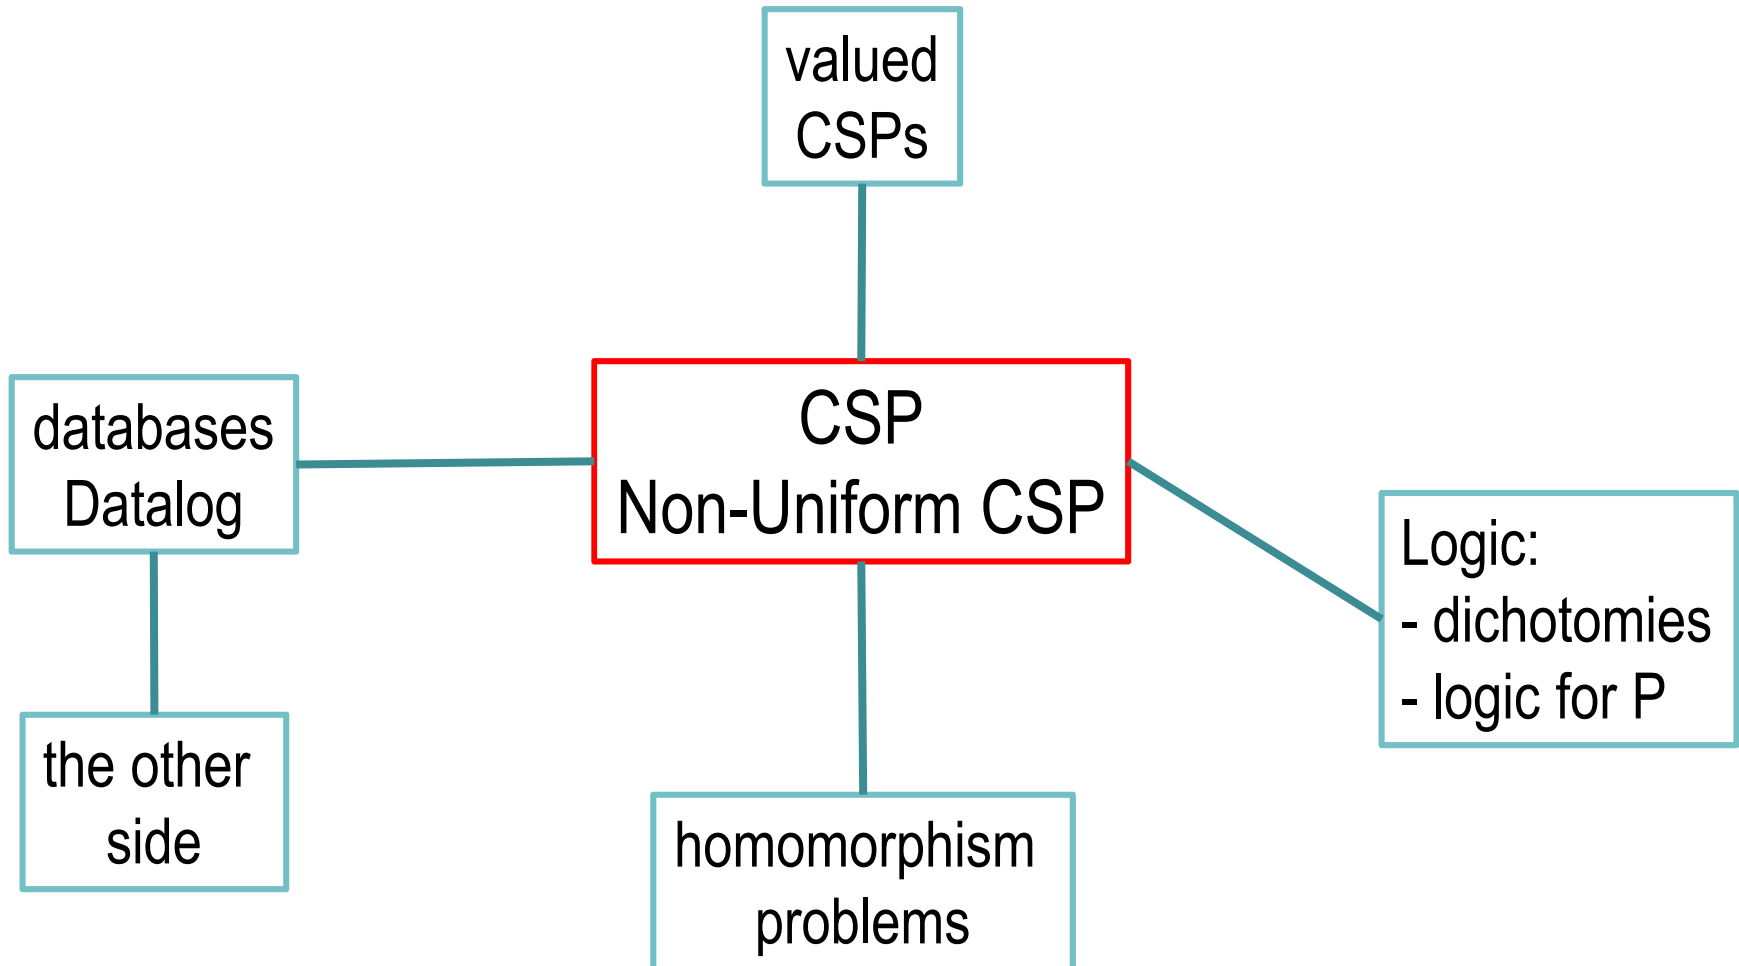 valued
CSPs
CSP
Non-Uniform CSP
databases
Datalog
Logic:
- dichotomies
- logic for P
the other
side
homomorphism
problems